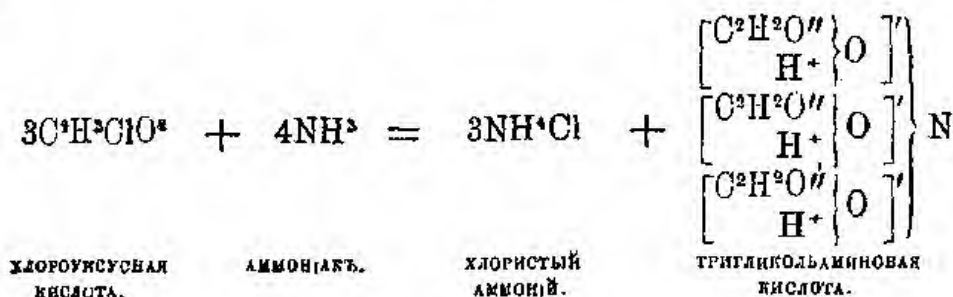 [C²H²O″ } O ]′
H⁺
3C²H³ClO² + 4NH³ = 3NH⁴Cl + [C²H²O″ } O ]′ } N
H⁺
[C²H²O″ } O ]′
H⁺
ХЛОРОУКСУСНАЯ АММОНІАКЪ. ХЛОРИСТЫЙ ТРИГЛИКОЛЬАМИНОВАЯ
КИСЛОТА. АММОНІЙ. КИСЛОТА.